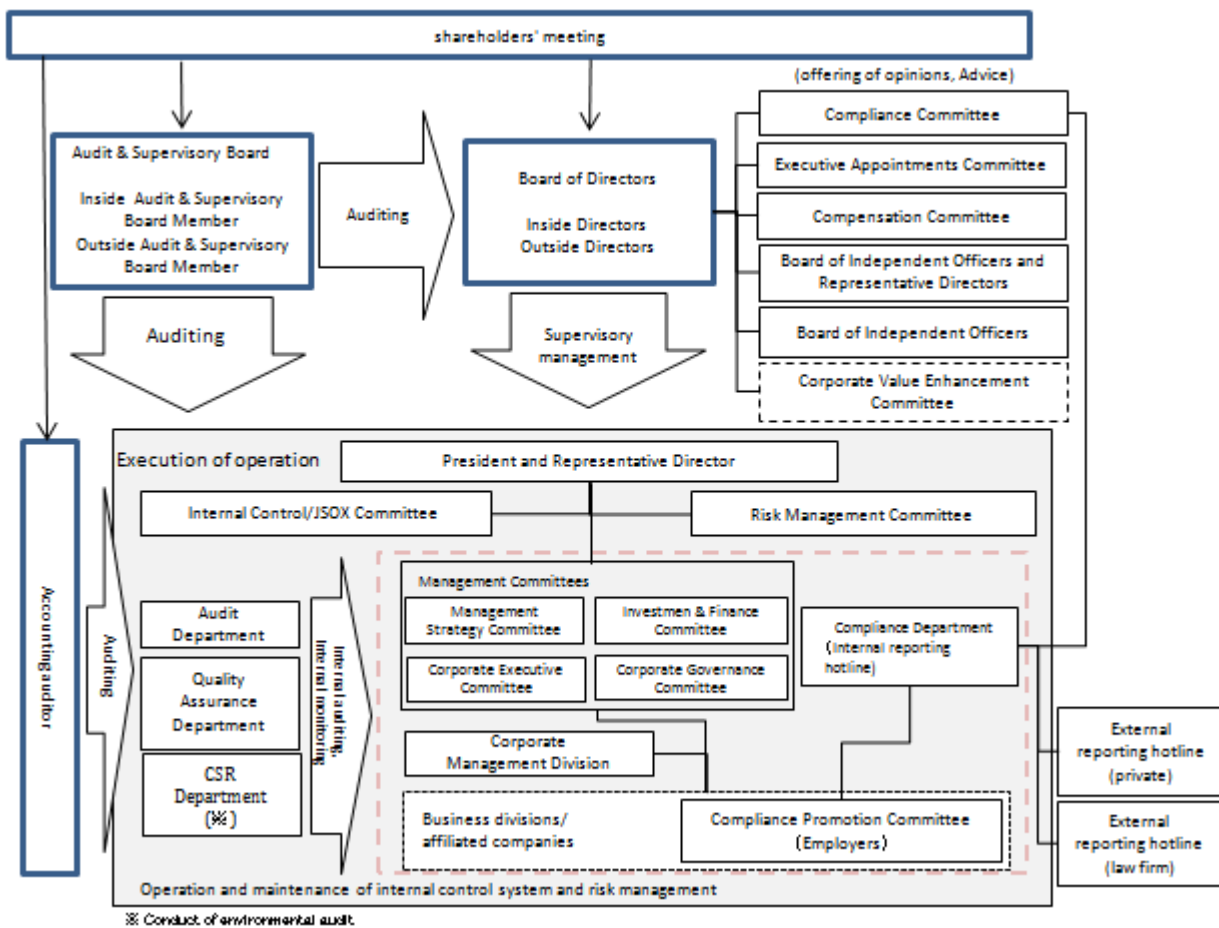 shareholders' meeting
(offering of opinions, Advice)
Compliance Committee
Audit & Supervisory Board
Inside Audit & Supervisory
Board Member
Outside Audit & Supervisory
Board Member
Auditing
Board of Directors
Inside Directors
Outside Directors
Executive Appointments Committee
Compensation Committee
Board of Independent Officers and
Representative Directors
Board of Independent Officers
Corporate Value Enhancement
Committee
Auditing
Supervisory
management
Execution of operation
President and Representative Director
Internal Control/JSOX Committee
Risk Management Committee
Accounting auditor
Auditing
Audit
Department
Quality
Assurance
Department
CSR
Department
(※)
Internal auditing,
Internal monitoring
Management Committees
Management
Strategy Committee
Investmen & Finance
Committee
Corporate Executive
Committee
Corporate Governance
Committee
Compliance Department
(Internal reporting
hotline)
Corporate
Management Division
Business divisions/
affiliated companies
Compliance Promotion Committee
(Employers)
External
reporting hotline
(private)
External
reporting hotline
(law firm)
Operation and maintenance of internal control system and risk management
※ Conduct of environmental audit